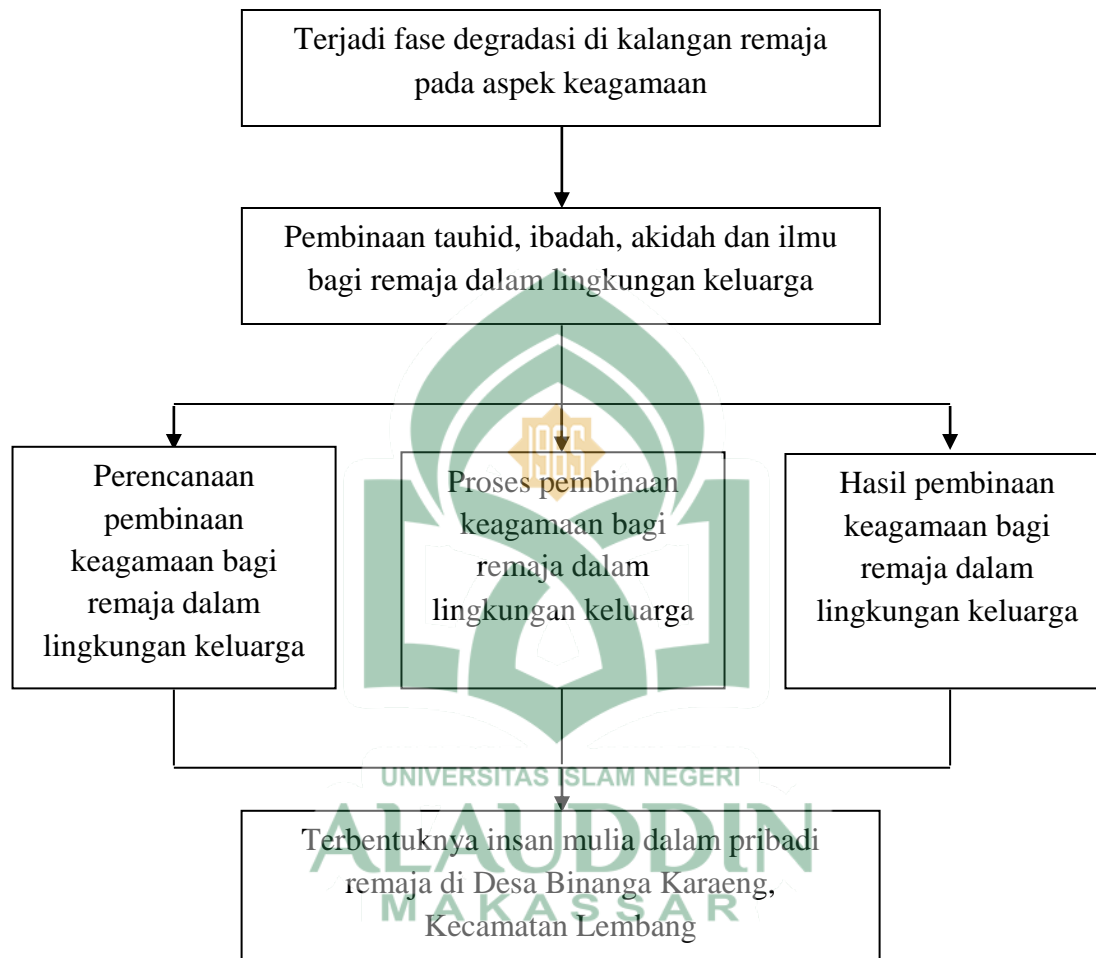 Terjadi fase degradasi di kalangan remaja
pada aspek keagamaan
Pembinaan tauhid, ibadah, akidah dan ilmu
bagi remaja dalam lingkungan keluarga
1965
Perencanaan
pembinaan
keagamaan bagi
remaja dalam
lingkungan keluarga
Proses pembinaan
keagamaan bagi
remaja dalam
lingkungan keluarga
Hasil pembinaan
keagamaan bagi
remaja dalam
lingkungan keluarga
UNIVERSITAS ISLAM NEGERI
ALAUDDIN
MAKASSAR
Terbentuknya insan mulia dalam pribadi
remaja di Desa Binanga Karaeng,
Kecamatan Lembang